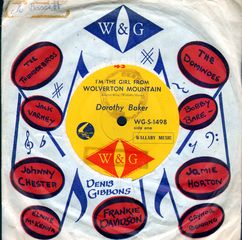 W & G
THE THUNDERBIRDS
THE DOMINOES
JACK VARNEY
BOBBY BARE
I'M THE GIRL FROM
WOLVERTON MOUNTAIN
Dorothy Baker
WG-S-1498
side one
WALLABY MUSIC
JOHNNY CHESTER
JAMIE HORTON
W & G
DENIS GIBBONS
FRANKIE DAVIDSON